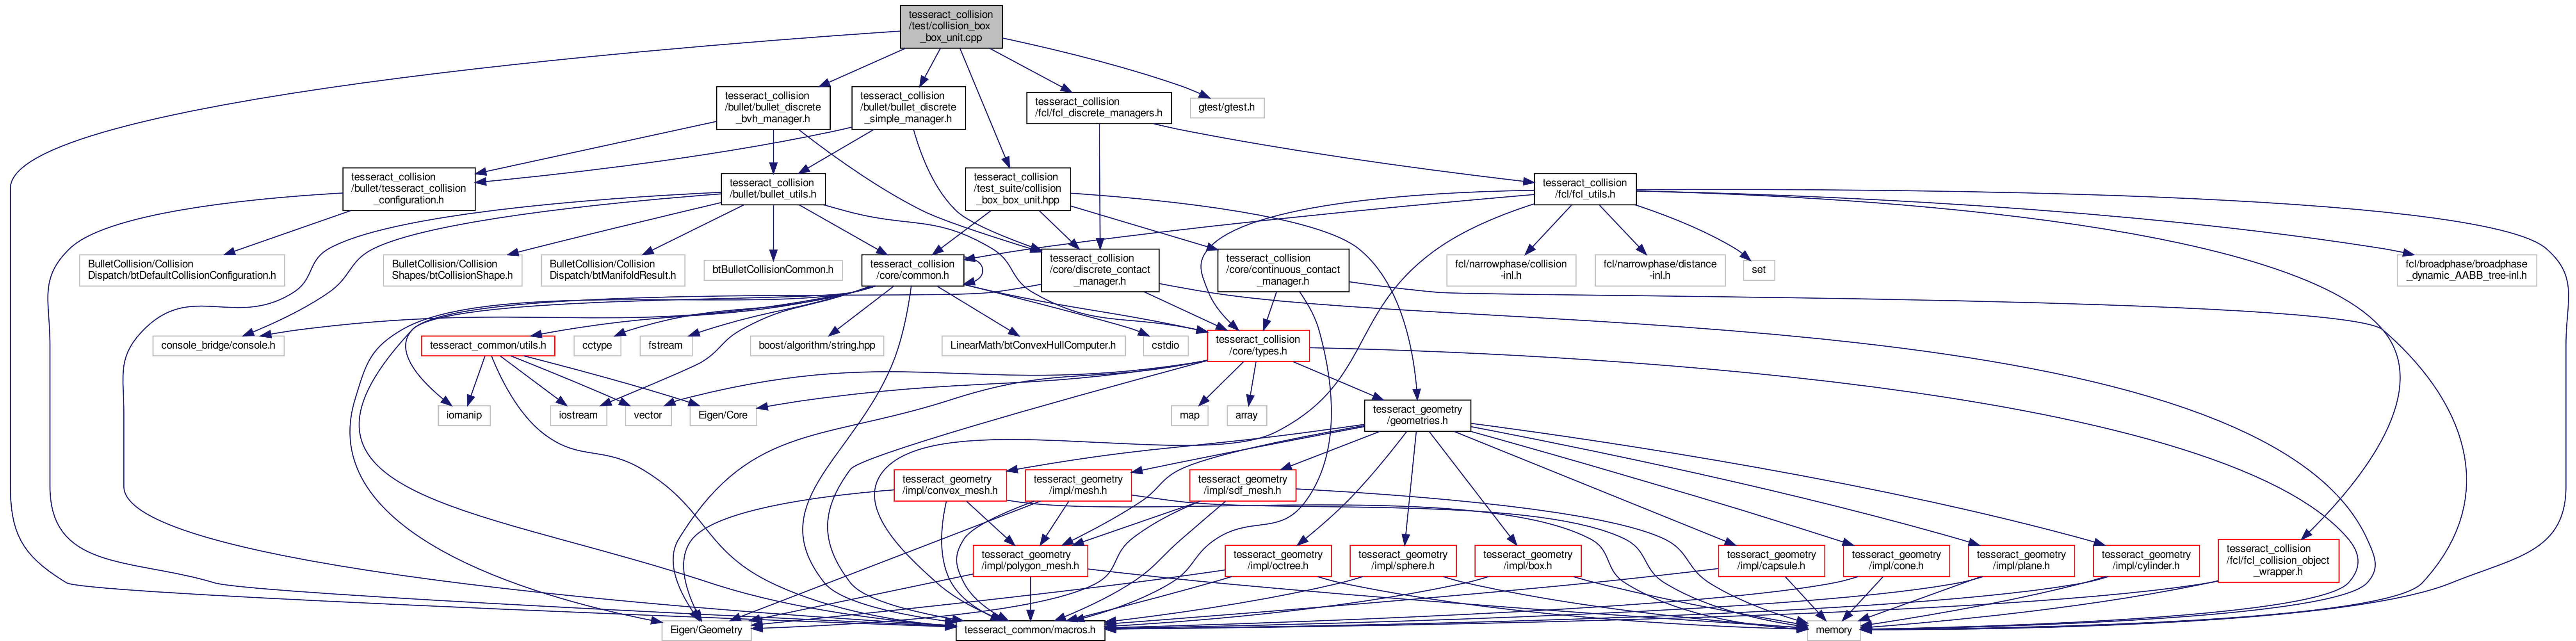 tesseract_collision
/test/collision_box
_box_unit.cpp
tesseract_collision
/bullet/bullet_discrete
_bvh_manager.h
tesseract_collision
/bullet/bullet_discrete
_simple_manager.h
tesseract_collision
/fcl/fcl_discrete_managers.h
gtest/gtest.h
tesseract_collision
/bullet/tesseract_collision
_configuration.h
tesseract_collision
/bullet/bullet_utils.h
tesseract_collision
/test_suite/collision
_box_box_unit.hpp
tesseract_collision
/fcl/fcl_utils.h
BulletCollision/Collision
Dispatch/btDefaultCollisionConfiguration.h
BulletCollision/Collision
Shapes/btCollisionShape.h
BulletCollision/Collision
Dispatch/btManifoldResult.h
btBulletCollisionCommon.h
tesseract_collision
/core/common.h
tesseract_collision
/core/discrete_contact
_manager.h
tesseract_collision
/core/continuous_contact
_manager.h
fcl/narrowphase/collision
-inl.h
fcl/narrowphase/distance
-inl.h
set
fcl/broadphase/broadphase
_dynamic_AABB_tree-inl.h
console_bridge/console.h
tesseract_common/utils.h
cctype
fstream
boost/algorithm/string.hpp
LinearMath/btConvexHullComputer.h
cstdio
tesseract_collision
/core/types.h
iomanip
iostream
vector
Eigen/Core
map
array
tesseract_geometry
/geometries.h
tesseract_geometry
/impl/convex_mesh.h
tesseract_geometry
/impl/mesh.h
tesseract_geometry
/impl/sdf_mesh.h
tesseract_geometry
/impl/polygon_mesh.h
tesseract_geometry
/impl/octree.h
tesseract_geometry
/impl/sphere.h
tesseract_geometry
/impl/box.h
tesseract_geometry
/impl/capsule.h
tesseract_geometry
/impl/cone.h
tesseract_geometry
/impl/plane.h
tesseract_geometry
/impl/cylinder.h
tesseract_collision
/fcl/fcl_collision_object
_wrapper.h
Eigen/Geometry
tesseract_common/macros.h
memory